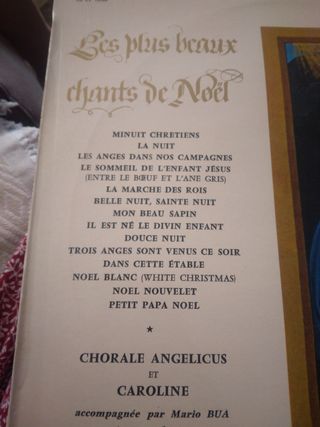 Les plus beaux
chants de Noël
MINUIT CHRETIENS
LA NUIT
LES ANGES DANS NOS CAMPAGNES
LE SOMMEIL DE L'ENFANT JÉSUS
(ENTRE LE BŒUF ET L'ANE GRIS)
LA MARCHE DES ROIS
BELLE NUIT, SAINTE NUIT
MON BEAU SAPIN
IL EST NÉ LE DIVIN ENFANT
DOUCE NUIT
TROIS ANGES SONT VENUS CE SOIR
DANS CETTE ÉTABLE
NOEL BLANC (WHITE CHRISTMAS)
NOEL NOUVELET
PETIT PAPA NOEL
*
CHORALE ANGELICUS
ET
CAROLINE
accompagnée par Mario BUA